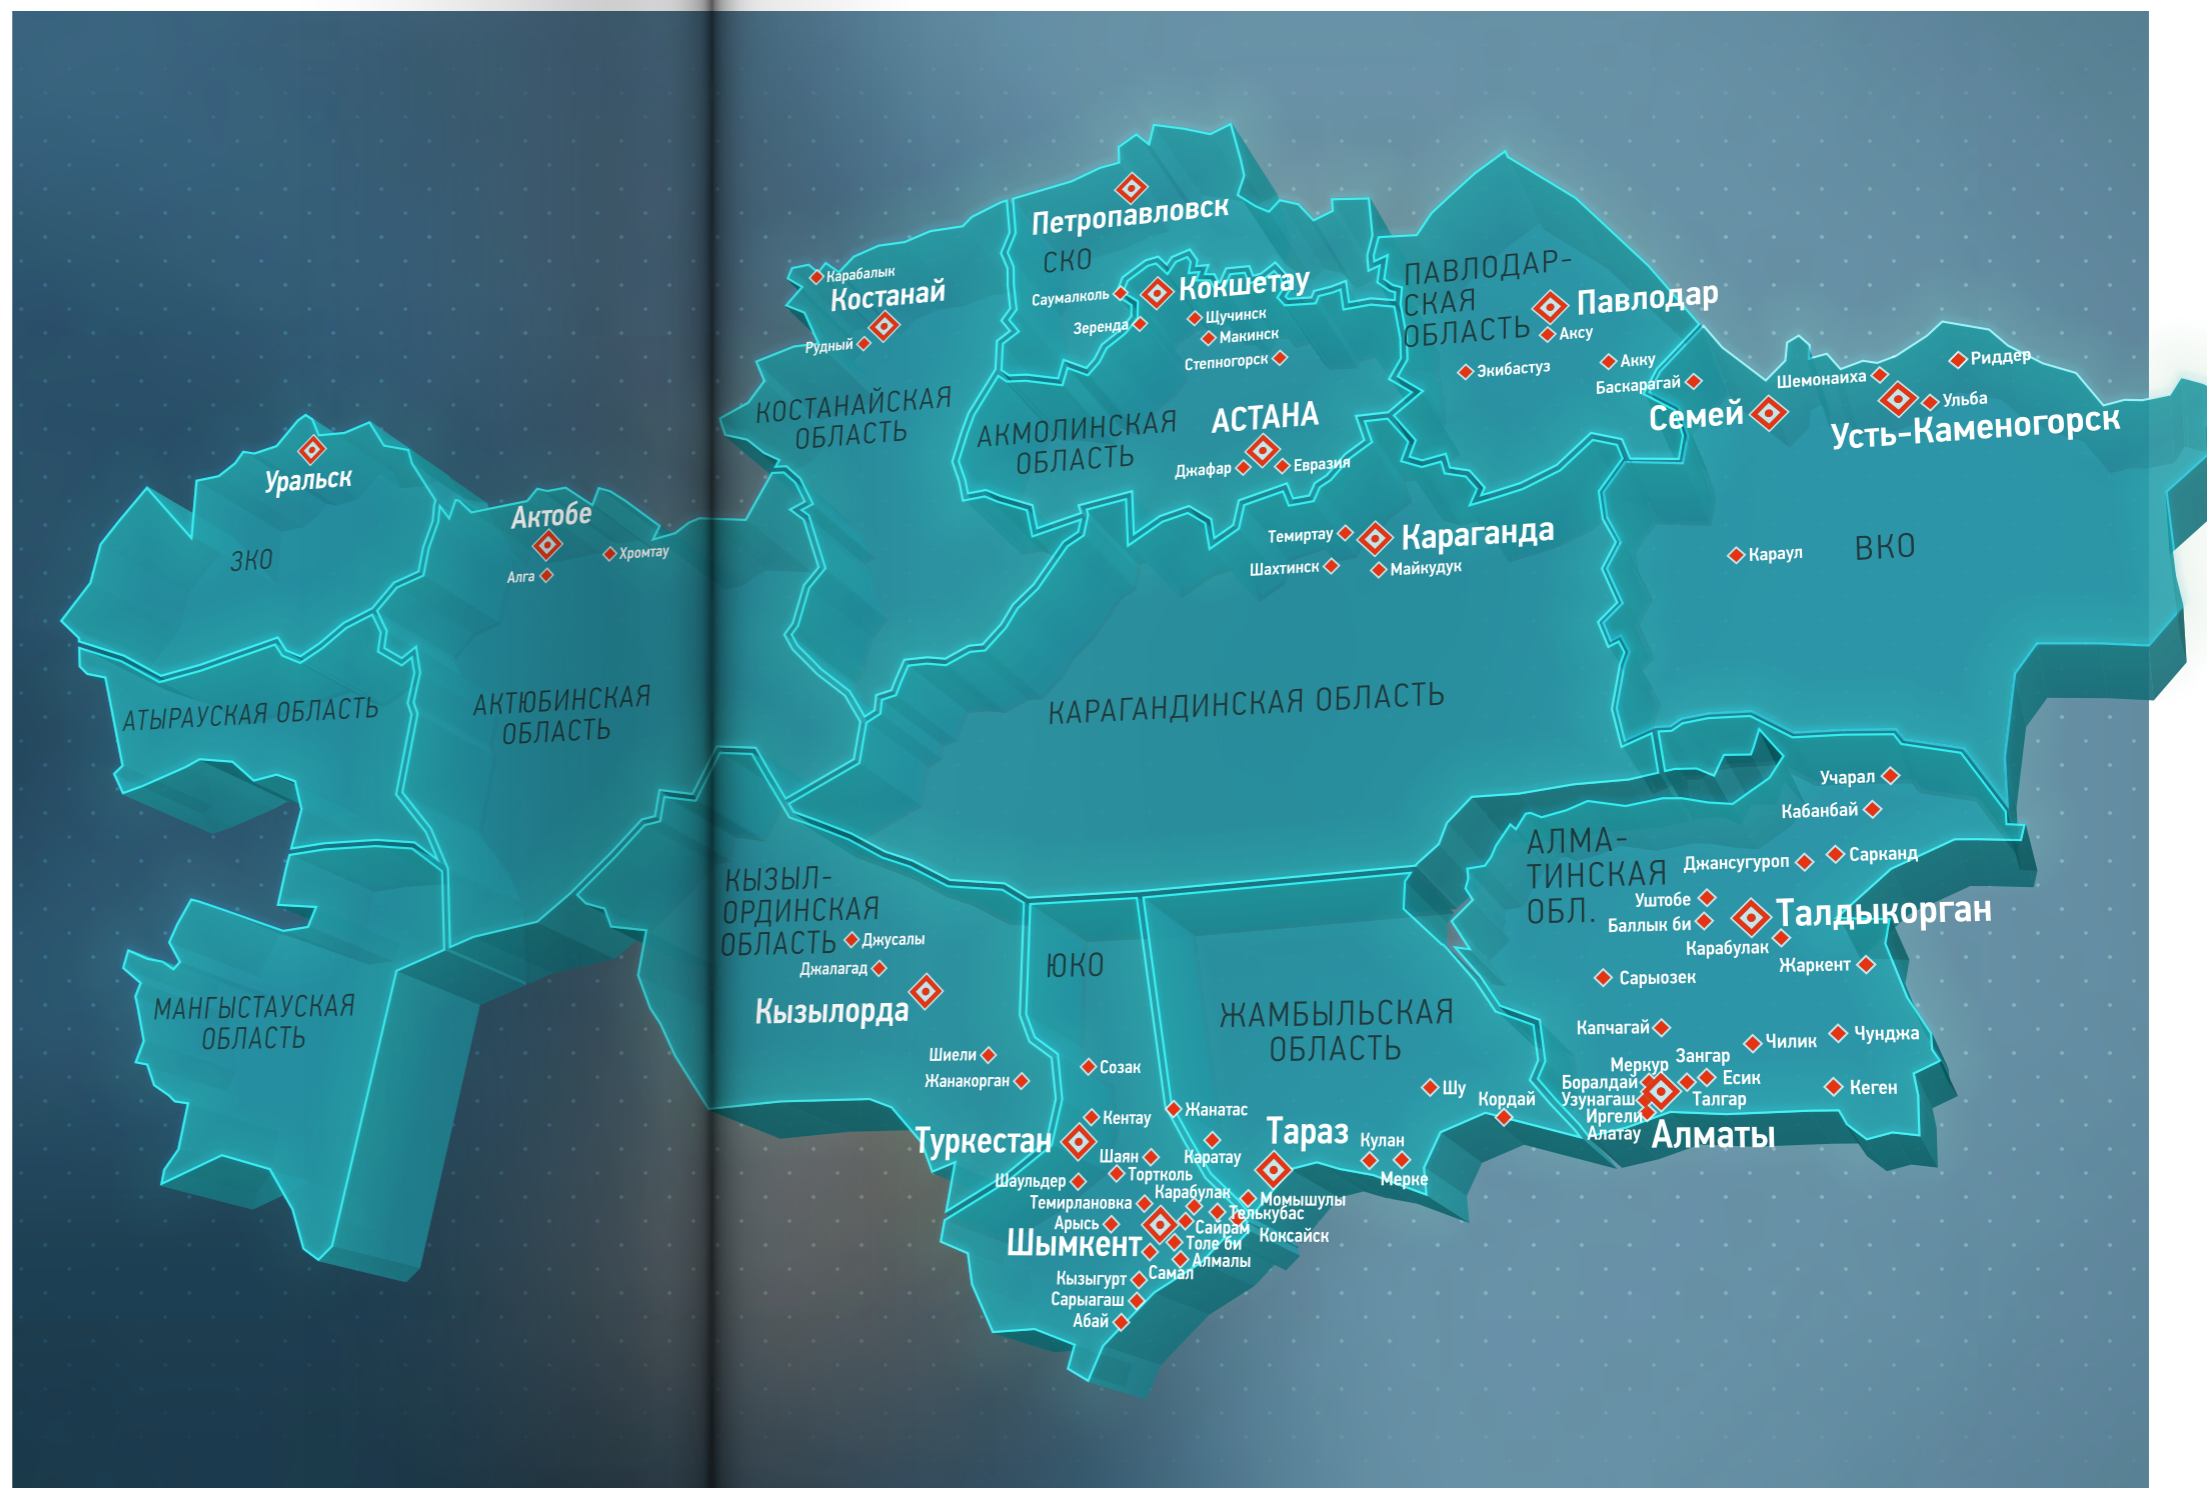 Петропавловск
СКО
Карабалык
Костанай
Рудный
КОСТАНАЙСКАЯ
ОБЛАСТЬ
Саумалколь
Кокшетау
Зеренда
Щучинск
Макинск
Степногорск
АКМОЛИНСКАЯ
ОБЛАСТЬ
АСТАНА
Джафар
Евразия
ПАВЛОДАР-
СКАЯ
ОБЛАСТЬ
Павлодар
Аксу
Экибастуз
Акку
Баскарагай
Семей
Шемонаиха
Риддер
Ульба
Усть-Каменогорск
Караул
ВКО
Уральск
ЗКО
Актобе
Хромтау
Алга
АТЫРАУСКАЯ ОБЛАСТЬ
АКТЮБИНСКАЯ
ОБЛАСТЬ
Темиртау
Караганда
Шахтинск
Майкудук
КАРАГАНДИНСКАЯ ОБЛАСТЬ
МАНГЫСТАУСКАЯ
ОБЛАСТЬ
КЫЗЫЛ-
ОРДИНСКАЯ
ОБЛАСТЬ
Джусалы
Джалагад
Кызылорда
Шиели
Жанакорган
ЮКО
Созак
Кентау
Туркестан
Шаян
Тортколь
Шаульдер
Темирлановка
Карабулак
Арысь
Сайрам
Шымкент
Толе би
Алмалы
Самал
Кызыгурт
Сарыагаш
Абай
ЖАМБЫЛЬСКАЯ
ОБЛАСТЬ
Жанатас
Каратау
Тараз
Момышулы
Телькубас
Коксайск
Кулан
Мерке
Шу
Кордай
АЛМА-
ТИНСКАЯ
ОБЛ.
Учарал
Кабанбай
Джансугуроп
Сарканд
Уштобе
Баллык би
Талдыкорган
Карабулак
Жаркент
Сарыозек
Капчагай
Чилик
Чунджа
Зангар
Меркур
Боралдай
Есик
Узунагаш
Талгар
Кеген
Иргели
Алатау
Алматы